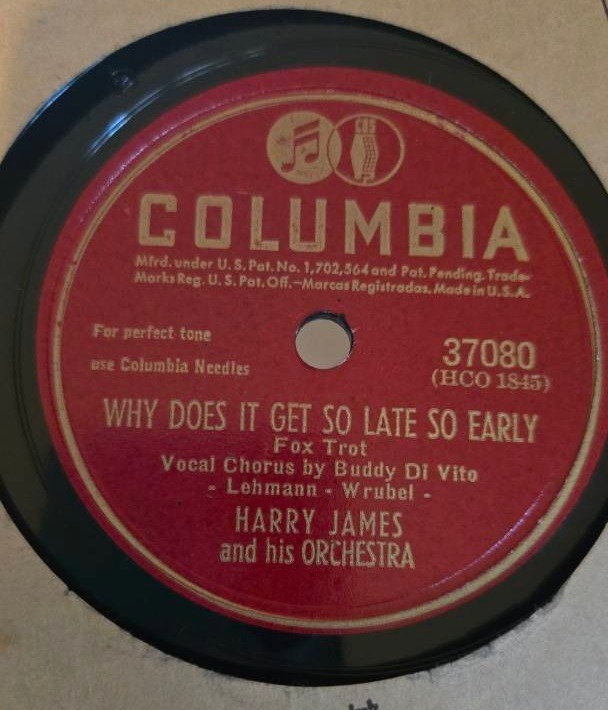 CBS
COLUMBIA
Mfrd. under U. S. Pat. No. 1,702,564 and Pat. Pending. Trade-
Marks Reg. U. S. Pat. Off.—Marcas Registradas. Made in U. S. A.
For perfect tone
use Columbia Needles
37080
(HCO 1845)
WHY DOES IT GET SO LATE SO EARLY
Fox Trot
Vocal Chorus by Buddy Di Vito
- Lehmann - Wrubel -
HARRY JAMES
and his ORCHESTRA